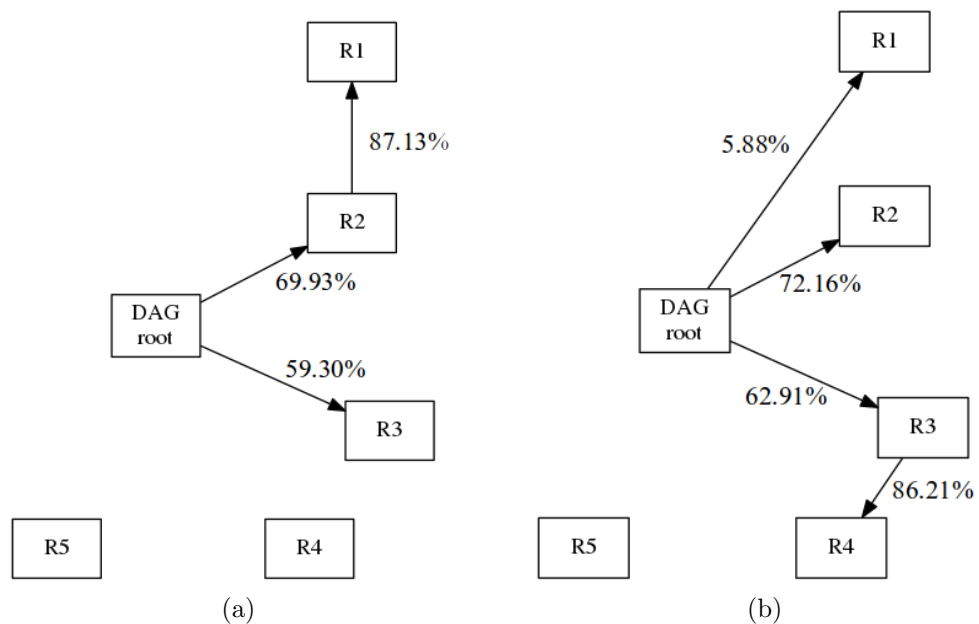 R1
87.13%
R2
69.93%
DAG
root
59.30%
R3
R5
R4
(a)
R1
5.88%
R2
72.16%
DAG
root
62.91%
R3
86.21%
R5
R4
(b)